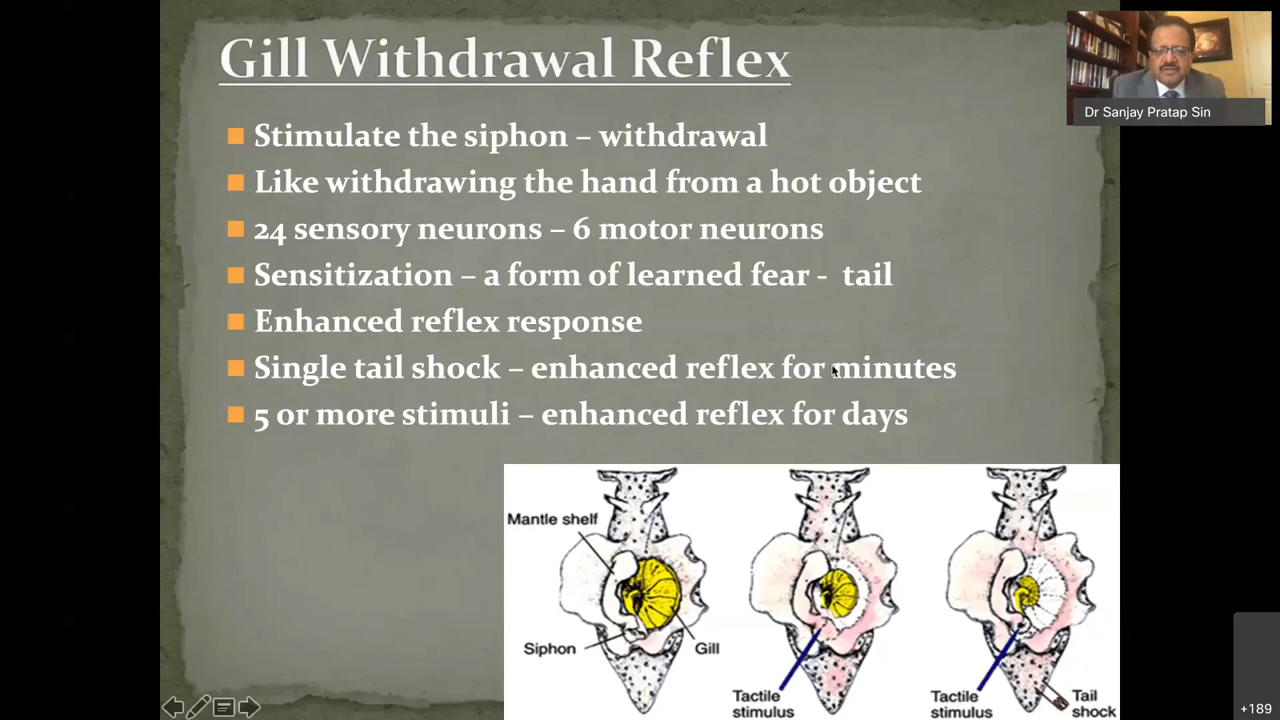 Gill Withdrawal Reflex
Dr Sanjay Pratap Sin
Stimulate the siphon – withdrawal
Like withdrawing the hand from a hot object
24 sensory neurons – 6 motor neurons
Sensitization – a form of learned fear - tail
Enhanced reflex response
Single tail shock – enhanced reflex for minutes
5 or more stimuli – enhanced reflex for days
Mantle shelf
Siphon
Gill
Tactile
stimulus
Tactile
stimulus
Tail
shock
+189